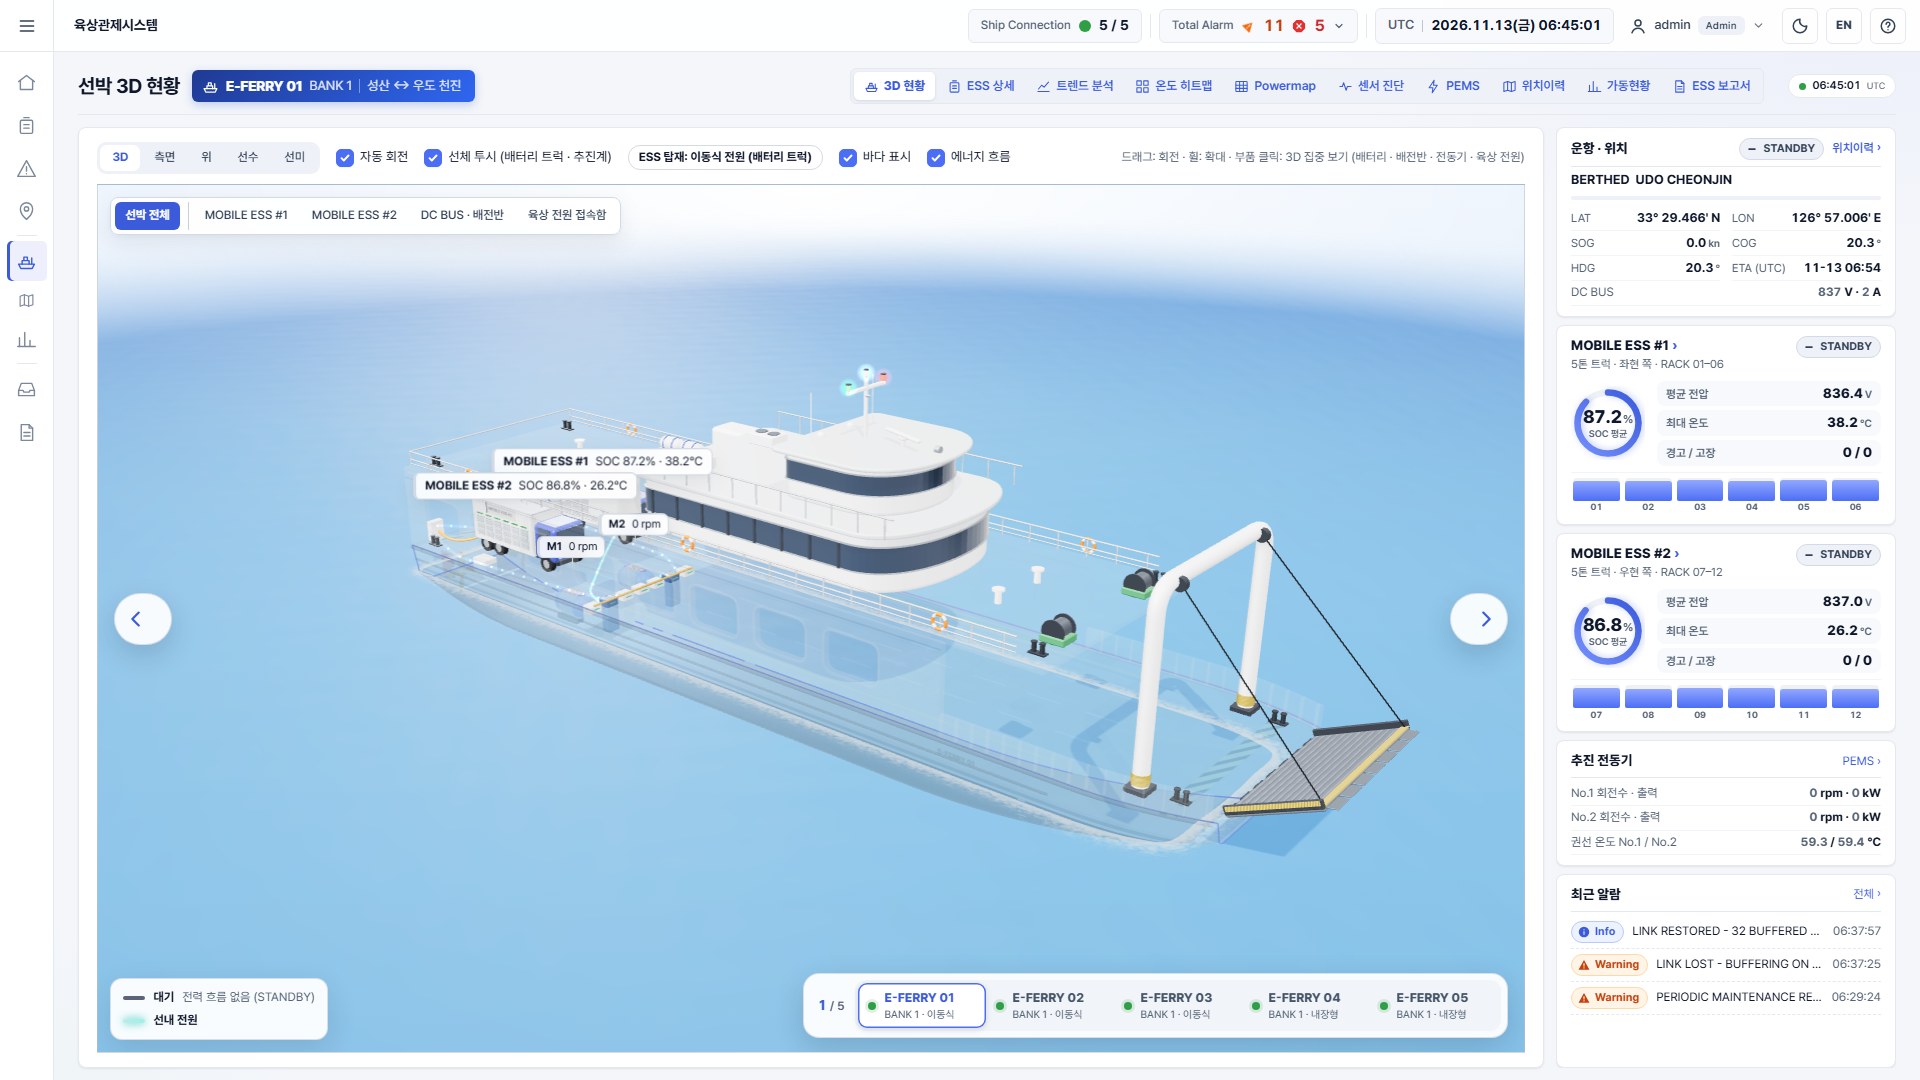 육상관제시스템
Ship Connection 5 / 5
Total Alarm 11 5
UTC 2026.11.13(금) 06:45:01
admin Admin
EN
선박 3D 현황
E-FERRY 01 BANK 1 성산 ↔ 우도 천진
3D 현황
ESS 상세
트렌드 분석
온도 히트맵
Powermap
센서 진단
PEMS
위치이력
가동현황
ESS 보고서
06:45:01 UTC
3D 측면 위 선수 선미
자동 회전
선체 투시 (배터리 트럭 · 추진계)
ESS 탑재: 이동식 전원 (배터리 트럭)
바다 표시
에너지 흐름
드래그: 회전 · 휠: 확대 · 부품 클릭: 3D 집중 보기 (배터리 · 배전반 · 전동기 · 육상 전원)
선박 전체
MOBILE ESS #1
MOBILE ESS #2
DC BUS · 배전반
육상 전원 접속함
MOBILE ESS #1 SOC 87.2% · 38.2℃
MOBILE ESS #2 SOC 86.8% · 26.2℃
M2 0 rpm
M1 0 rpm
대기 전력 흐름 없음 (STANDBY)
선내 전원
1 / 5
E-FERRY 01
BANK 1 · 이동식
E-FERRY 02
BANK 1 · 이동식
E-FERRY 03
BANK 1 · 이동식
E-FERRY 04
BANK 1 · 내장형
E-FERRY 05
BANK 1 · 내장형
운항 · 위치
STANDBY
위치이력 ›
BERTHED UDO CHEONJIN
LAT 33° 29.466' N LON 126° 57.006' E
SOG 0.0 kn COG 20.3 °
HDG 20.3 ° ETA (UTC) 11-13 06:54
DC BUS 837 V · 2 A
MOBILE ESS #1 ›
STANDBY
5톤 트럭 · 좌현 쪽 · RACK 01–06
87.2%
SOC 평균
평균 전압 836.4 V
최대 온도 38.2 ℃
경고 / 고장 0 / 0
01 02 03 04 05 06
MOBILE ESS #2 ›
STANDBY
5톤 트럭 · 우현 쪽 · RACK 07–12
86.8%
SOC 평균
평균 전압 837.0 V
최대 온도 26.2 ℃
경고 / 고장 0 / 0
07 08 09 10 11 12
추진 전동기
PEMS ›
No.1 회전수 · 출력 0 rpm · 0 kW
No.2 회전수 · 출력 0 rpm · 0 kW
권선 온도 No.1 / No.2 59.3 / 59.4 ℃
최근 알람
전체 ›
Info LINK RESTORED - 32 BUFFERED ... 06:37:57
Warning LINK LOST - BUFFERING ON ... 06:37:25
Warning PERIODIC MAINTENANCE RE... 06:29:24